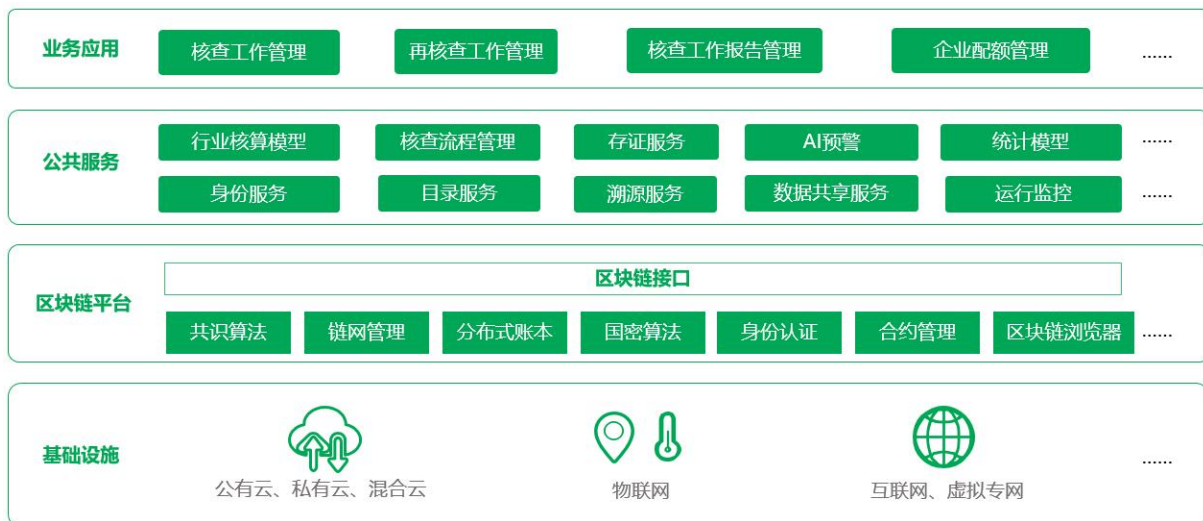 业务应用
核查工作管理 再核查工作管理 核查工作报告管理 企业配额管理 ......
公共服务
行业核算模型 核查流程管理 存证服务 AI预警 统计模型 ......
身份服务 目录服务 溯源服务 数据共享服务 运行监控 ......
区块链平台
区块链接口
共识算法 链网管理 分布式账本 国密算法 身份认证 合约管理 区块链浏览器 ......
基础设施
公有云、私有云、混合云 物联网 互联网、虚拟专网 ......